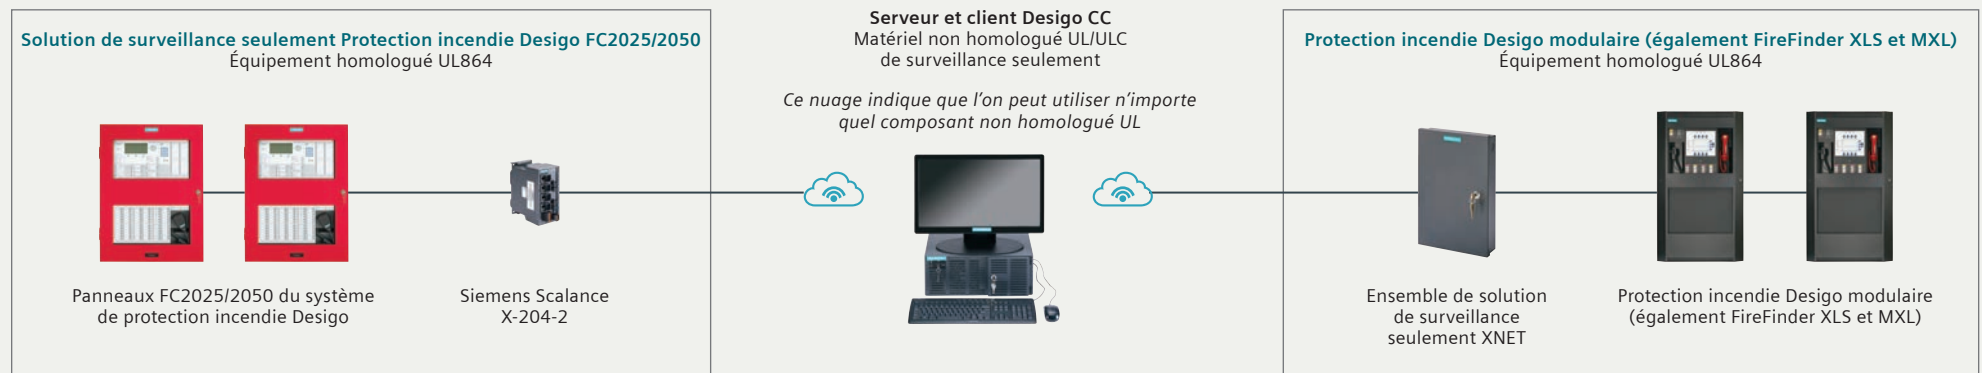 Solution de surveillance seulement Protection incendie Desigo FC2025/2050
Équipement homologué UL864
Panneaux FC2025/2050 du système
de protection incendie Desigo
Siemens Scalance
X-204-2
Serveur et client Desigo CC
Matériel non homologué UL/ULC
de surveillance seulement
Ce nuage indique que l’on peut utiliser n’importe
quel composant non homologué UL
Protection incendie Desigo modulaire (également FireFinder XLS et MXL)
Équipement homologué UL864
Ensemble de solution
de surveillance
seulement XNET
Protection incendie Desigo modulaire
(également FireFinder XLS et MXL)